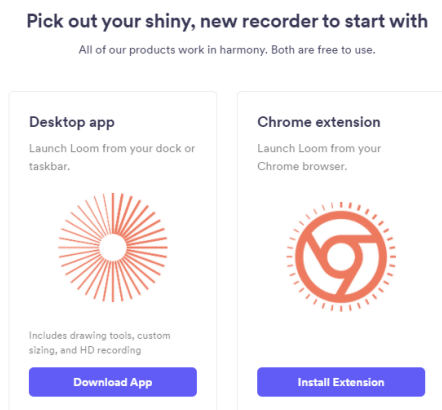 Pick out your shiny, new recorder to start with
All of our products work in harmony. Both are free to use.
Desktop app
Launch Loom from your dock or
taskbar.
Includes drawing tools, custom
sizing, and HD recording
Download App
Chrome extension
Launch Loom from your
Chrome browser.
Install Extension